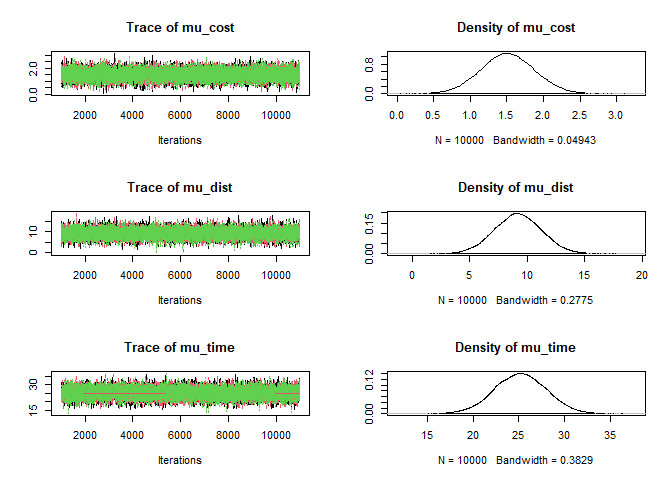 Trace of mu_cost
0.0 2.0
2000 4000 6000 8000 10000
Iterations
Density of mu_cost
0.0 0.8
0.0 0.5 1.0 1.5 2.0 2.5 3.0
N = 10000 Bandwidth = 0.04943
Trace of mu_dist
0 10
2000 4000 6000 8000 10000
Iterations
Density of mu_dist
0.00 0.15
0 5 10 15 20
N = 10000 Bandwidth = 0.2775
Trace of mu_time
15 30
2000 4000 6000 8000 10000
Iterations
Density of mu_time
0.00 0.12
15 20 25 30 35
N = 10000 Bandwidth = 0.3829